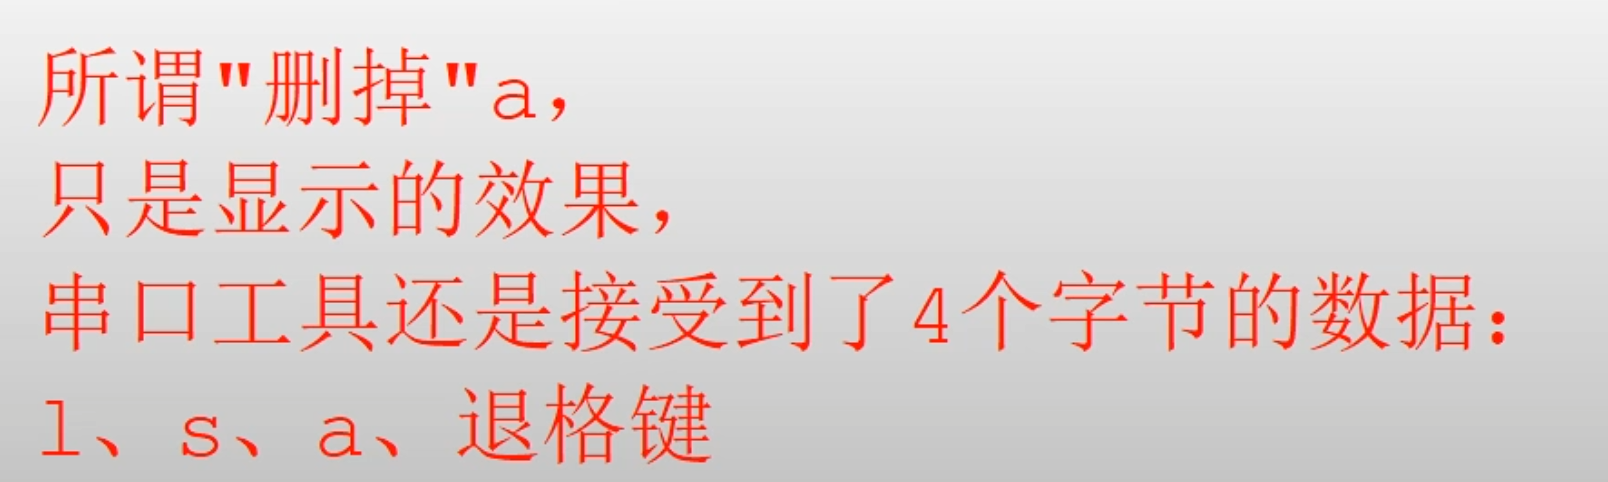 所谓"删掉"a，
只是显示的效果，
串口工具还是接受到了4个字节的数据：
l、s、a、退格键